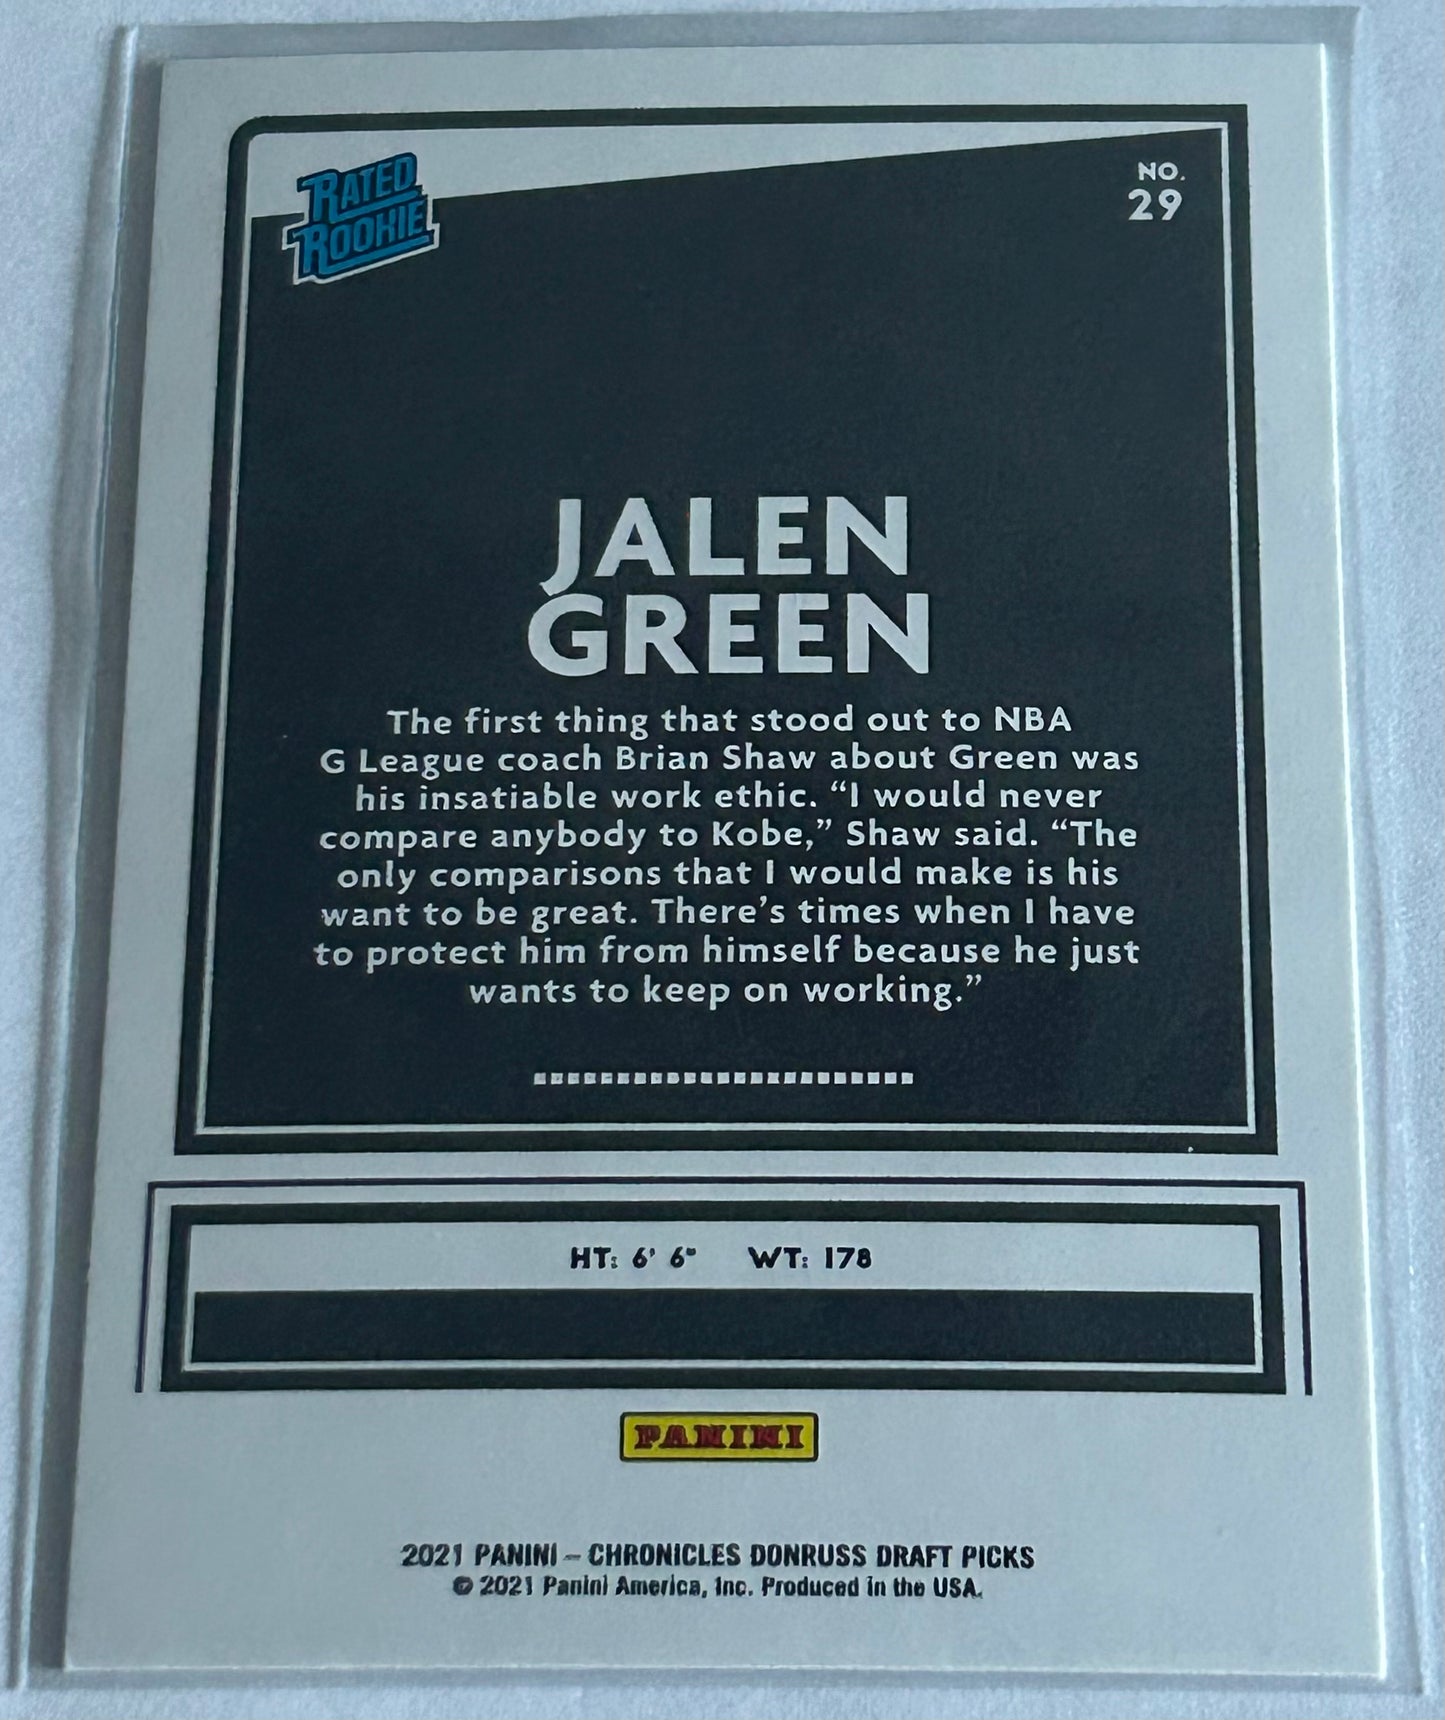 RATED
ROOKIE
NO.
29
JALEN
GREEN
The first thing that stood out to NBA
G League coach Brian Shaw about Green was
his insatiable work ethic. “I would never
compare anybody to Kobe,” Shaw said. “The
only comparisons that I would make is his
want to be great. There’s times when I have
to protect him from himself because he just
wants to keep on working.”
HT: 6' 6" WT: 178
PANINI
2021 PANINI – CHRONICLES DONRUSS DRAFT PICKS
© 2021 Panini America, Inc. Produced in the USA.